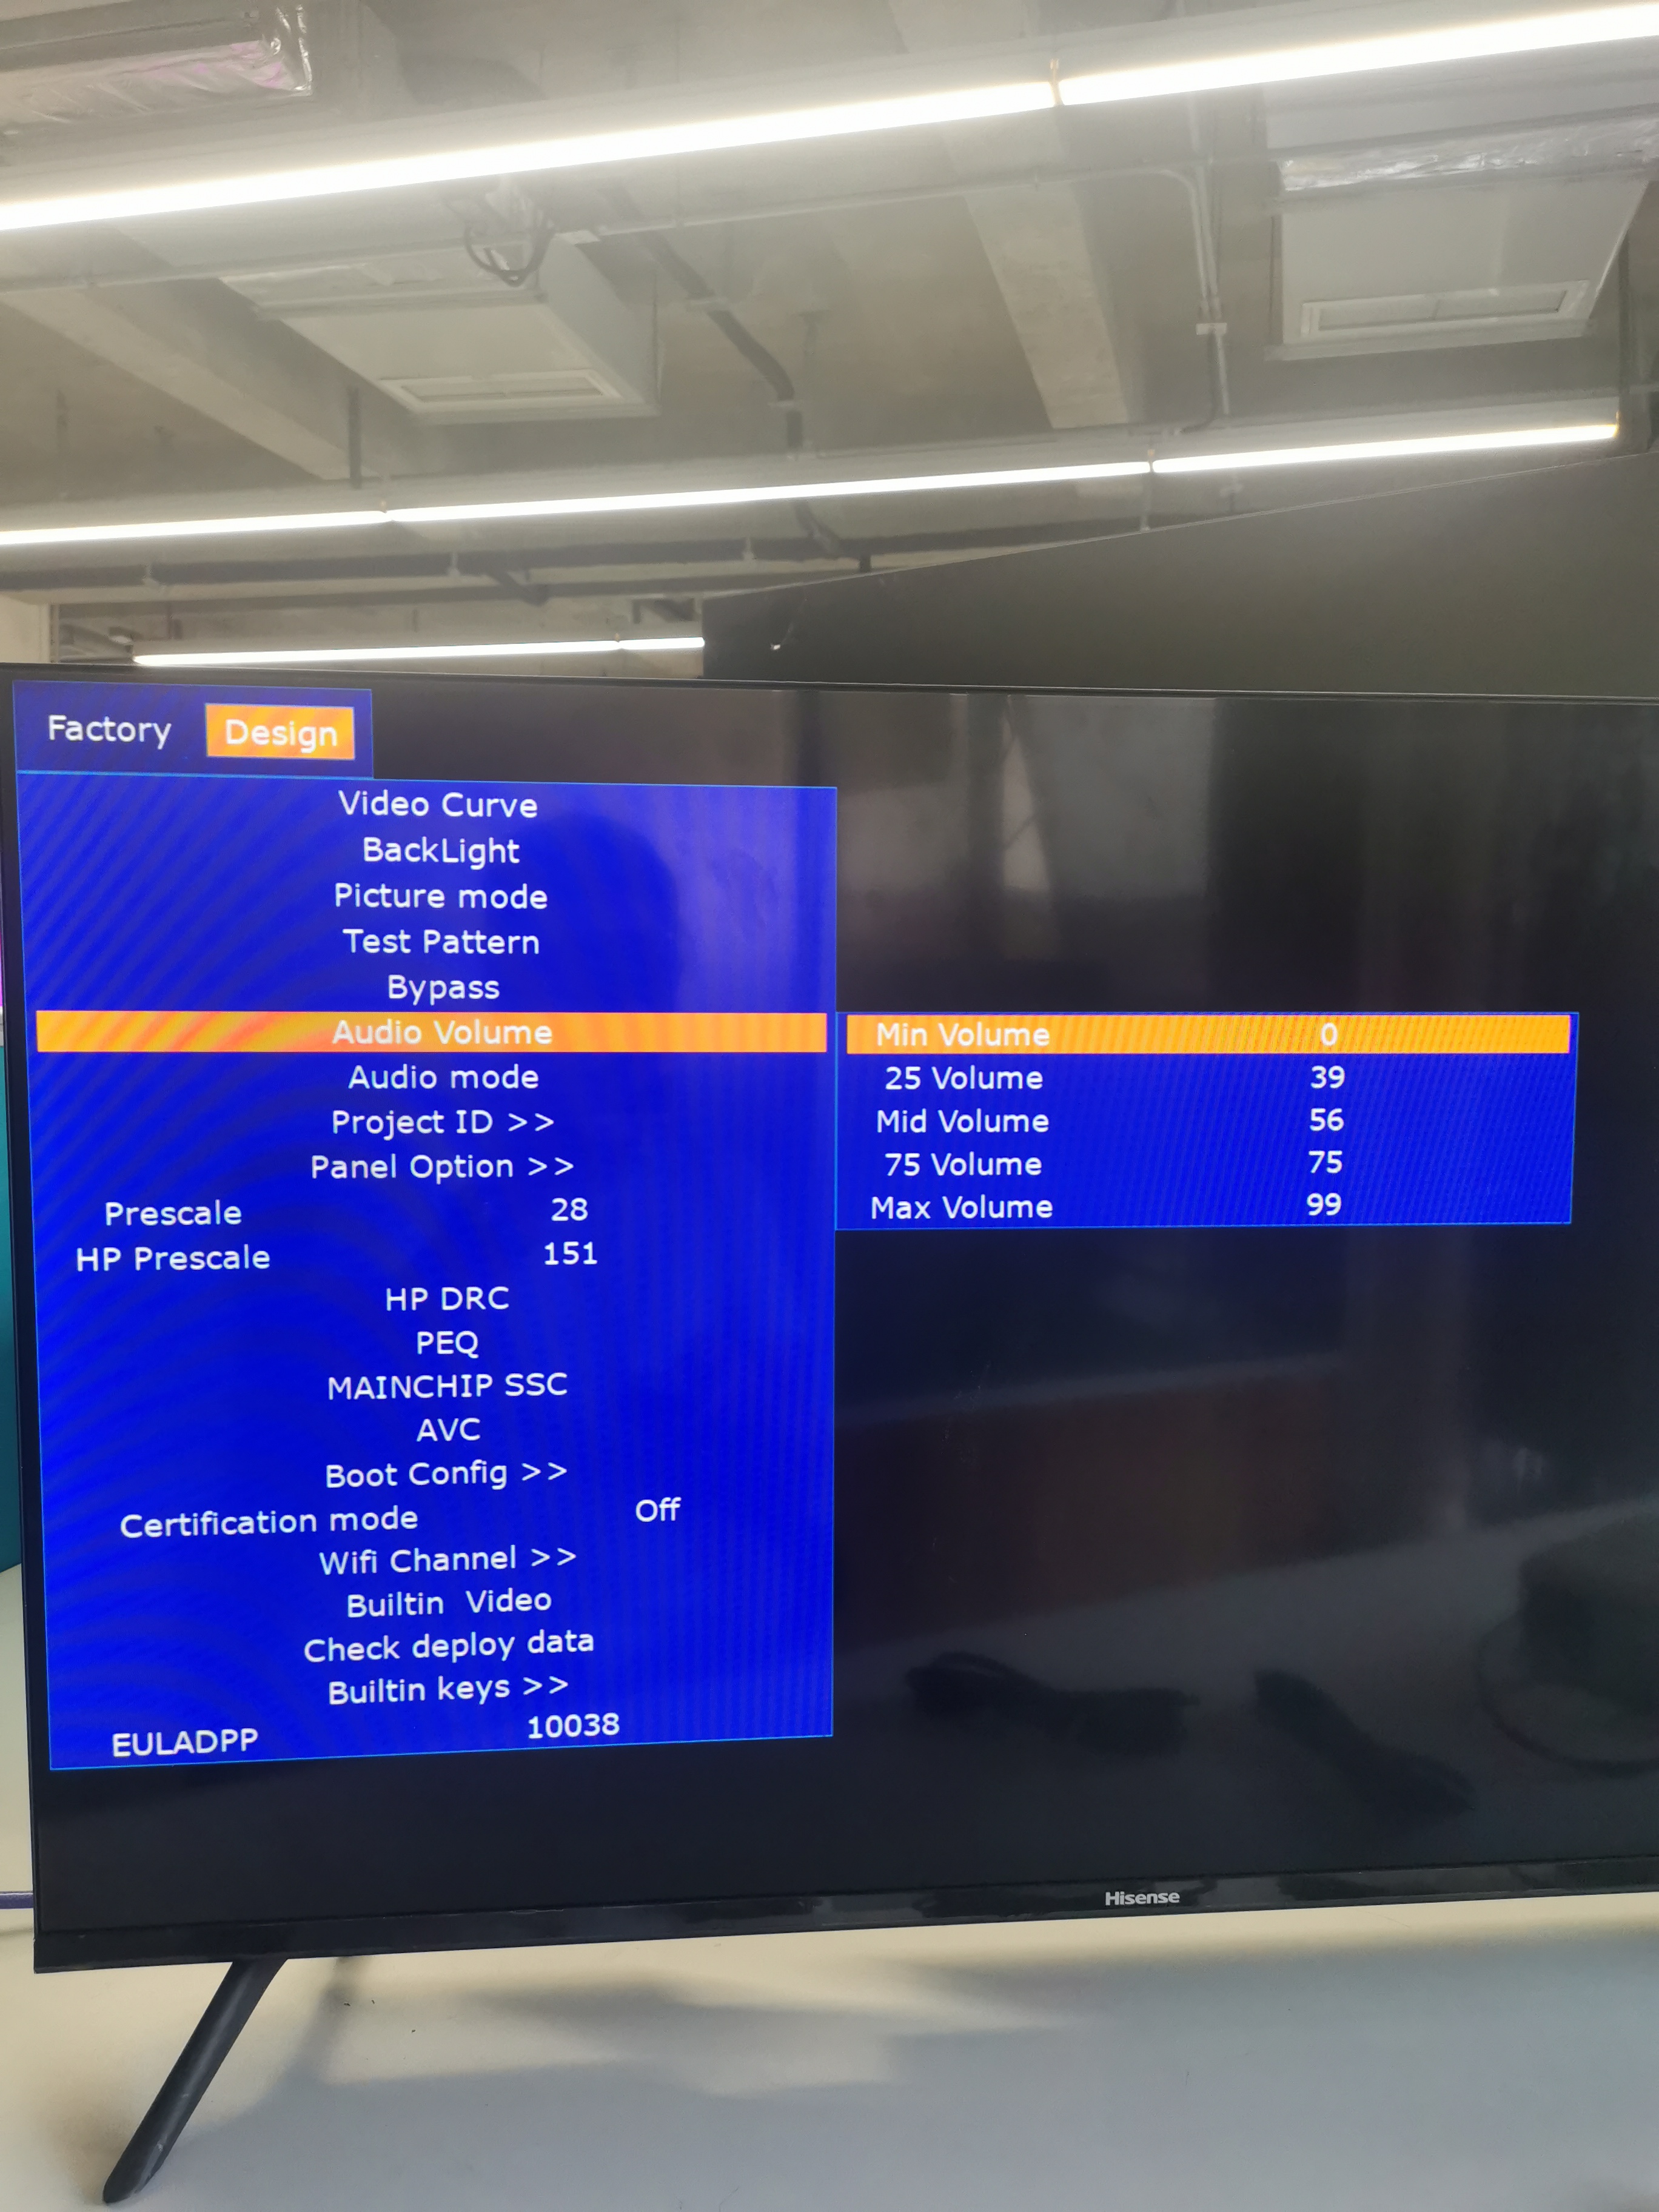 Factory Design
Video Curve
BackLight
Picture mode
Test Pattern
Bypass
Audio Volume
Audio mode
Project ID >>
Panel Option >>
Prescale 28
HP Prescale 151
HP DRC
PEQ
MAINCHIP SSC
AVC
Boot Config >>
Certification mode Off
Wifi Channel >>
Builtin Video
Check deploy data
Builtin keys >>
EULADPP 10038
Min Volume 0
25 Volume 39
Mid Volume 56
75 Volume 75
Max Volume 99
Hisense